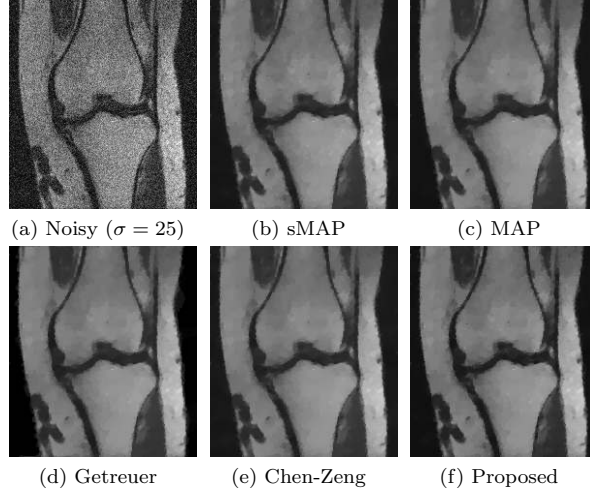 (a) Noisy (σ = 25)
(b) sMAP
(c) MAP
(d) Getreuer
(e) Chen-Zeng
(f) Proposed